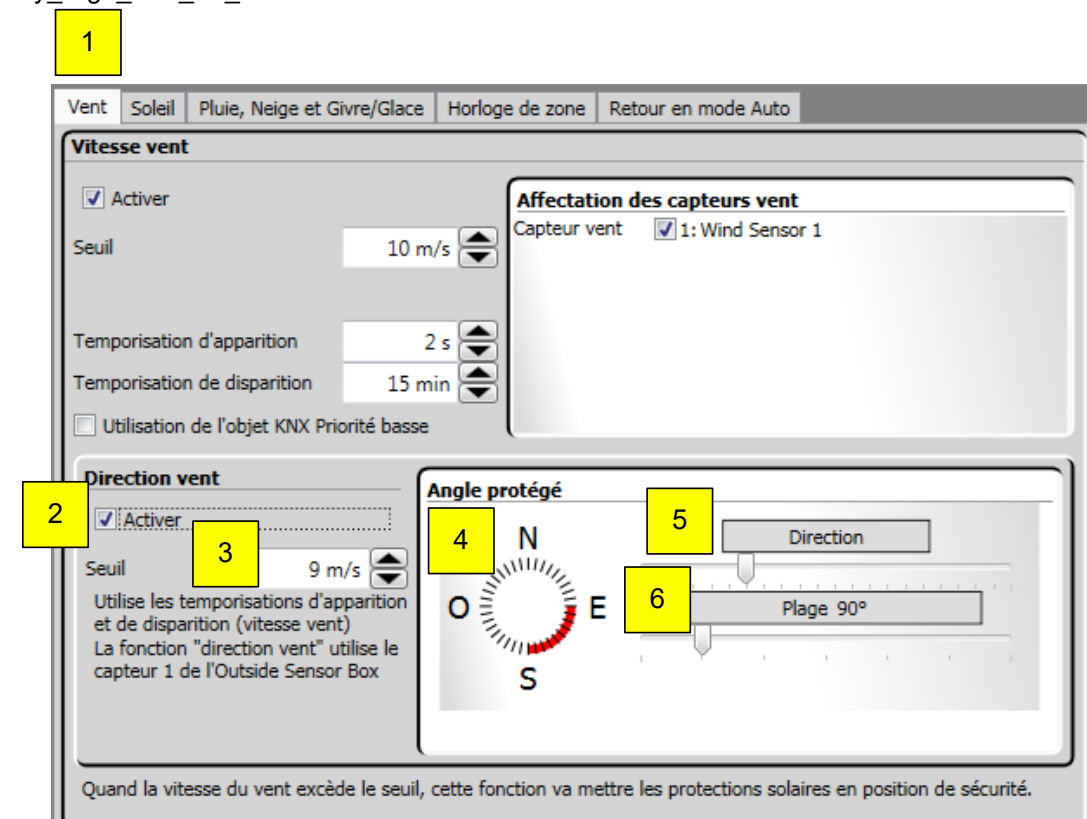 1
Vent Soleil Pluie, Neige et Givre/Glace Horloge de zone Retour en mode Auto
Vitesse vent
Activer
Seuil 10 m/s
Temporisation d'apparition 2 s
Temporisation de disparition 15 min
Utilisation de l'objet KNX Priorité basse
Affectation des capteurs vent
Capteur vent 1: Wind Sensor 1
Direction vent
2
Activer
3
Seuil 9 m/s
Utilise les temporisations d'apparition
et de disparition (vitesse vent)
La fonction "direction vent" utilise le
capteur 1 de l'Outside Sensor Box
Angle protégé
4
N
O E
S
5
Direction
6
Plage 90°
Quand la vitesse du vent excède le seuil, cette fonction va mettre les protections solaires en position de sécurité.